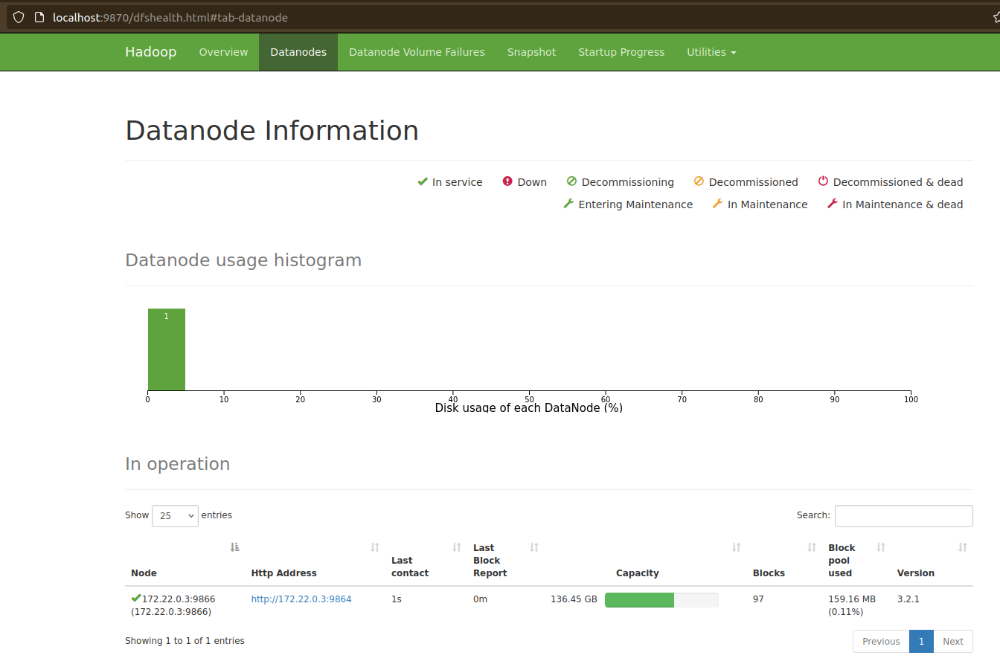 localhost:9870/dfshealth.html#tab-datanode
Hadoop Overview Datanodes Datanode Volume Failures Snapshot Startup Progress Utilities
Datanode Information
In service Down Decommissioning Decommissioned Decommissioned & dead
Entering Maintenance In Maintenance In Maintenance & dead
Datanode usage histogram
1
0 10 20 30 40 50 60 70 80 90 100
Disk usage of each DataNode (%)
In operation
Show 25 entries Search:
Node Http Address Last contact Last Block Report Capacity Blocks Block pool used Version
172.22.0.3:9866 http://172.22.0.3:9864 1s 0m 136.45 GB 97 159.16 MB 3.2.1
(172.22.0.3:9866) (0.11%)
Showing 1 to 1 of 1 entries Previous 1 Next